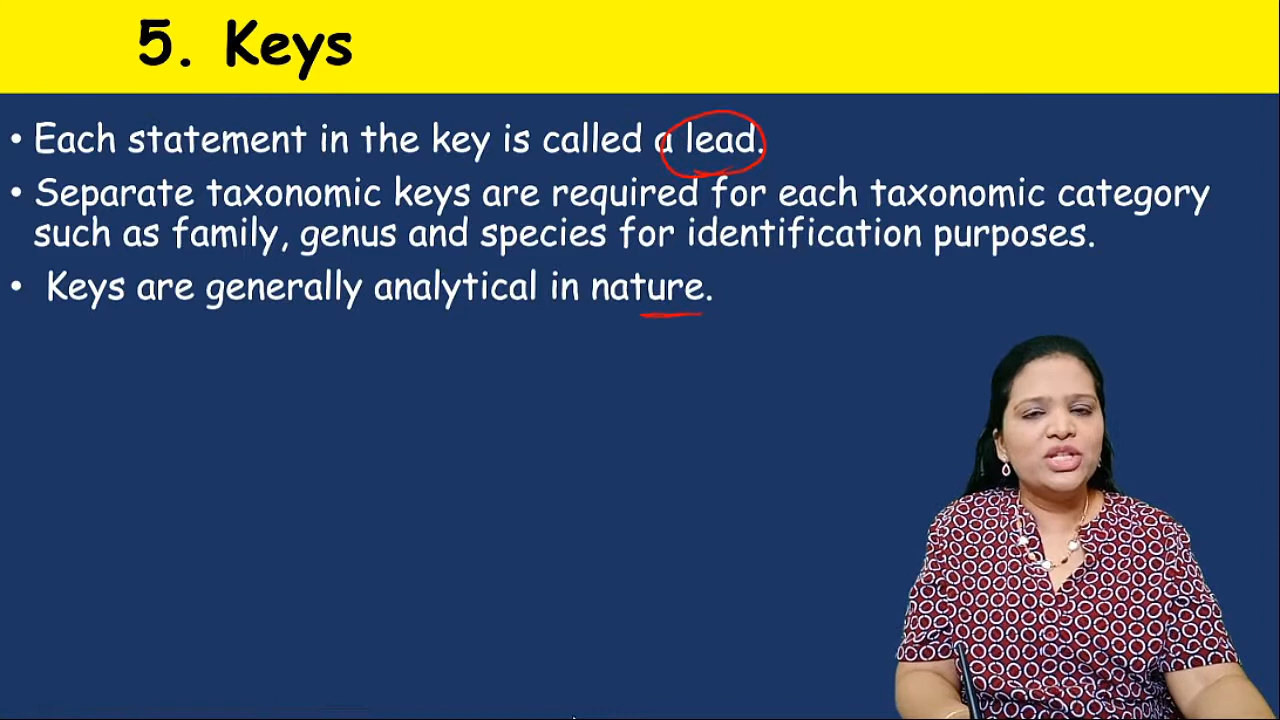 5. Keys
• Each statement in the key is called a lead.
• Separate taxonomic keys are required for each taxonomic category
such as family, genus and species for identification purposes.
• Keys are generally analytical in nature.